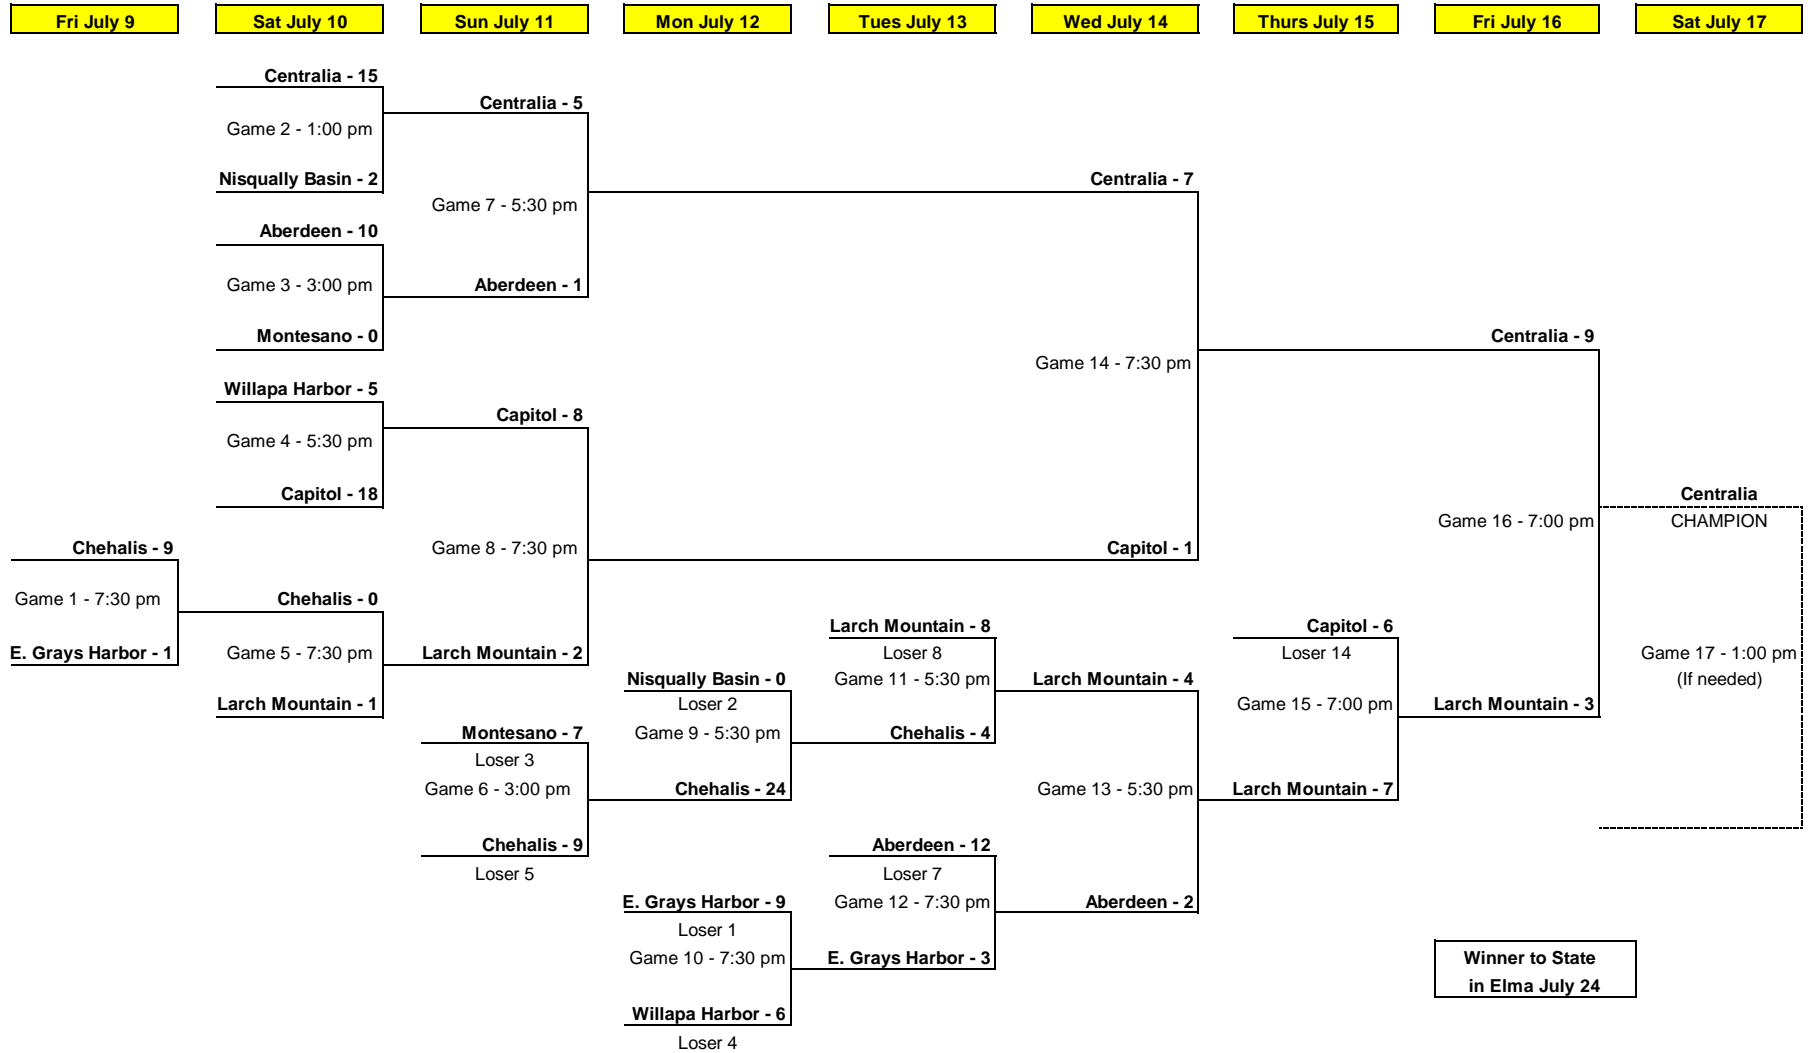 Fri July 9
Sat July 10
Sun July 11
Mon July 12
Tues July 13
Wed July 14
Thurs July 15
Fri July 16
Sat July 17
Centralia - 15
Game 2 - 1:00 pm
Nisqually Basin - 2
Centralia - 5
Game 7 - 5:30 pm
Aberdeen - 10
Game 3 - 3:00 pm
Montesano - 0
Aberdeen - 1
Centralia - 7
Game 14 - 7:30 pm
Willapa Harbor - 5
Game 4 - 5:30 pm
Capitol - 18
Capitol - 8
Game 8 - 7:30 pm
Chehalis - 9
Game 1 - 7:30 pm
E. Grays Harbor - 1
Chehalis - 0
Game 5 - 7:30 pm
Larch Mountain - 1
Larch Mountain - 2
Capitol - 1
Centralia - 9
Game 16 - 7:00 pm
Centralia
CHAMPION
Game 17 - 1:00 pm
(If needed)
Montesano - 7
Loser 3
Game 6 - 3:00 pm
Chehalis - 9
Loser 5
Nisqually Basin - 0
Loser 2
Game 9 - 5:30 pm
Chehalis - 24
Larch Mountain - 8
Loser 8
Game 11 - 5:30 pm
Chehalis - 4
Larch Mountain - 4
Game 13 - 5:30 pm
Capitol - 6
Loser 14
Game 15 - 7:00 pm
Larch Mountain - 7
Larch Mountain - 3
E. Grays Harbor - 9
Loser 1
Game 10 - 7:30 pm
Willapa Harbor - 6
Loser 4
Aberdeen - 12
Loser 7
Game 12 - 7:30 pm
E. Grays Harbor - 3
Aberdeen - 2
Winner to State
in Elma July 24